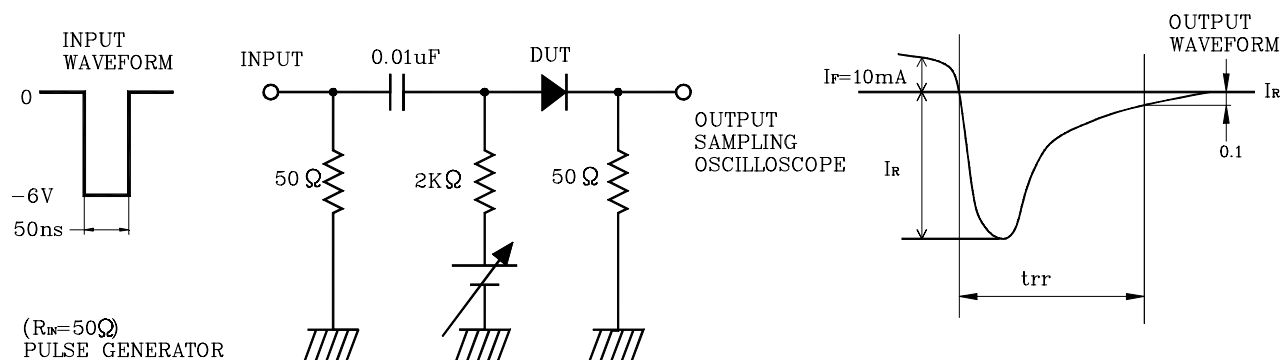 INPUT
WAVEFORM
0
-6V
50ns
(RIN=50Ω)
PULSE GENERATOR
INPUT
0.01uF
DUT
50Ω
2KΩ
50Ω
OUTPUT
SAMPLING
OSCILLOSCOPE
IF=10mA
IR
trr
OUTPUT
WAVEFORM
IR
0.1